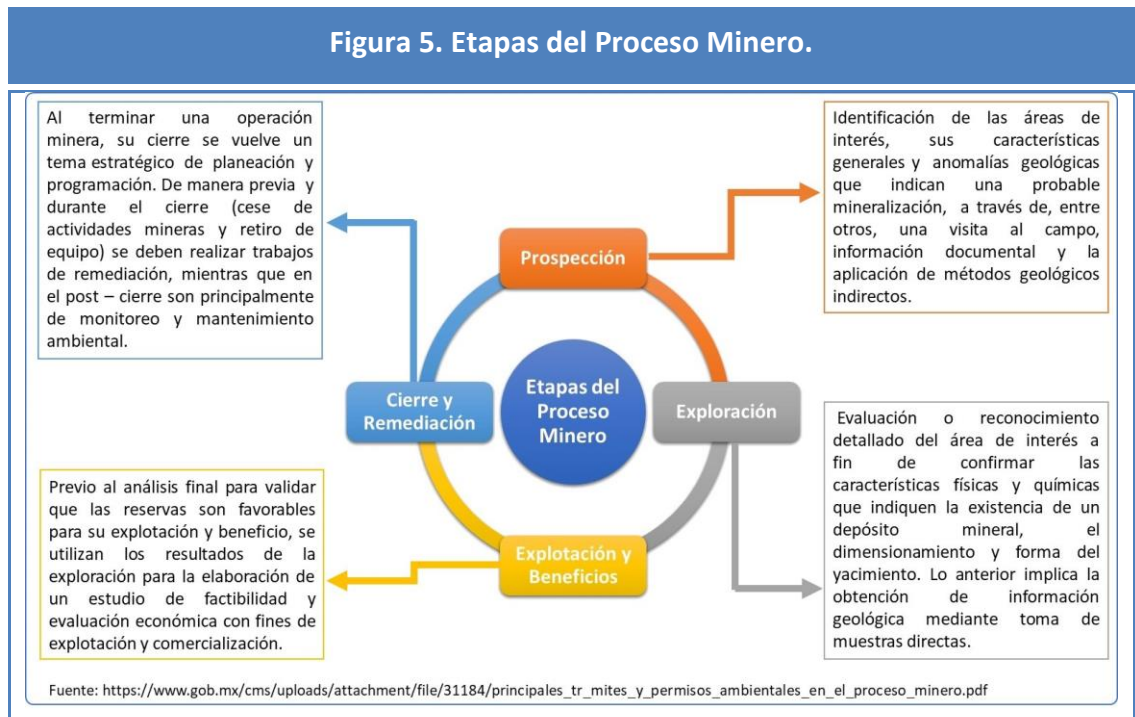 Figura 5. Etapas del Proceso Minero.
Al terminar una operación
minera, su cierre se vuelve un
tema estratégico de planeación y
programación. De manera previa y
durante el cierre (cese de
actividades mineras y retiro de
equipo) se deben realizar trabajos
de remediación, mientras que en
el post – cierre son principalmente
de monitoreo y mantenimiento
ambiental.
Identificación de las áreas de
interés, sus características
generales y anomalías geológicas
que indican una probable
mineralización, a través de, entre
otros, una visita al campo,
información documental y la
aplicación de métodos geológicos
indirectos.
Prospección
Etapas del
Proceso
Minero
Cierre y
Remediación
Exploración
Explotación y
Beneficios
Previo al análisis final para validar
que las reservas son favorables
para su explotación y beneficio, se
utilizan los resultados de la
exploración para la elaboración de
un estudio de factibilidad y
evaluación económica con fines de
explotación y comercialización.
Evaluación o reconocimiento
detallado del área de interés a
fin de confirmar las
características físicas y químicas
que indiquen la existencia de un
depósito mineral, el
dimensionamiento y forma del
yacimiento. Lo anterior implica la
obtención de información
geológica mediante toma de
muestras directas.
Fuente: https://www.gob.mx/cms/uploads/attachment/file/31184/principales_tr_mites_y_permisos_ambientales_en_el_proceso_minero.pdf